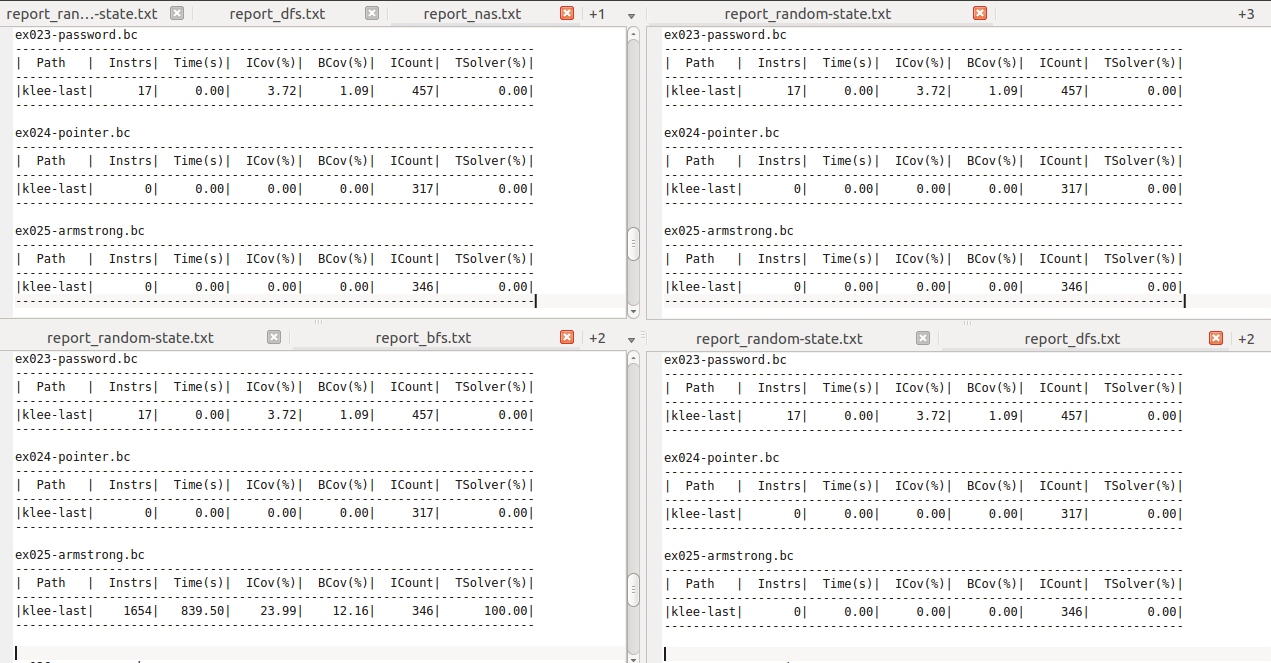 report_ran...-state.txt report_dfs.txt report_nas.txt +1
ex023-password.bc
------------------------------------------------------------------------
|  Path   |  Instrs|  Time(s)|  ICov(%)|  BCov(%)|  ICount|  TSolver(%)|
------------------------------------------------------------------------
|klee-last|      17|     0.00|     3.72|     1.09|     457|        0.00|
------------------------------------------------------------------------
ex024-pointer.bc
------------------------------------------------------------------------
|  Path   |  Instrs|  Time(s)|  ICov(%)|  BCov(%)|  ICount|  TSolver(%)|
------------------------------------------------------------------------
|klee-last|       0|     0.00|     0.00|     0.00|     317|        0.00|
------------------------------------------------------------------------
ex025-armstrong.bc
------------------------------------------------------------------------
|  Path   |  Instrs|  Time(s)|  ICov(%)|  BCov(%)|  ICount|  TSolver(%)|
------------------------------------------------------------------------
|klee-last|       0|     0.00|     0.00|     0.00|     346|        0.00|
------------------------------------------------------------------------
report_random-state.txt +3
ex023-password.bc
------------------------------------------------------------------------
|  Path   |  Instrs|  Time(s)|  ICov(%)|  BCov(%)|  ICount|  TSolver(%)|
------------------------------------------------------------------------
|klee-last|      17|     0.00|     3.72|     1.09|     457|        0.00|
------------------------------------------------------------------------
ex024-pointer.bc
------------------------------------------------------------------------
|  Path   |  Instrs|  Time(s)|  ICov(%)|  BCov(%)|  ICount|  TSolver(%)|
------------------------------------------------------------------------
|klee-last|       0|     0.00|     0.00|     0.00|     317|        0.00|
------------------------------------------------------------------------
ex025-armstrong.bc
------------------------------------------------------------------------
|  Path   |  Instrs|  Time(s)|  ICov(%)|  BCov(%)|  ICount|  TSolver(%)|
------------------------------------------------------------------------
|klee-last|       0|     0.00|     0.00|     0.00|     346|        0.00|
------------------------------------------------------------------------
report_random-state.txt report_bfs.txt +2
ex023-password.bc
------------------------------------------------------------------------
|  Path   |  Instrs|  Time(s)|  ICov(%)|  BCov(%)|  ICount|  TSolver(%)|
------------------------------------------------------------------------
|klee-last|      17|     0.00|     3.72|     1.09|     457|        0.00|
------------------------------------------------------------------------
ex024-pointer.bc
------------------------------------------------------------------------
|  Path   |  Instrs|  Time(s)|  ICov(%)|  BCov(%)|  ICount|  TSolver(%)|
------------------------------------------------------------------------
|klee-last|       0|     0.00|     0.00|     0.00|     317|        0.00|
------------------------------------------------------------------------
ex025-armstrong.bc
------------------------------------------------------------------------
|  Path   |  Instrs|  Time(s)|  ICov(%)|  BCov(%)|  ICount|  TSolver(%)|
------------------------------------------------------------------------
|klee-last|    1654|   839.50|    23.99|    12.16|     346|      100.00|
------------------------------------------------------------------------
report_random-state.txt report_dfs.txt +2
ex023-password.bc
------------------------------------------------------------------------
|  Path   |  Instrs|  Time(s)|  ICov(%)|  BCov(%)|  ICount|  TSolver(%)|
------------------------------------------------------------------------
|klee-last|      17|     0.00|     3.72|     1.09|     457|        0.00|
------------------------------------------------------------------------
ex024-pointer.bc
------------------------------------------------------------------------
|  Path   |  Instrs|  Time(s)|  ICov(%)|  BCov(%)|  ICount|  TSolver(%)|
------------------------------------------------------------------------
|klee-last|       0|     0.00|     0.00|     0.00|     317|        0.00|
------------------------------------------------------------------------
ex025-armstrong.bc
------------------------------------------------------------------------
|  Path   |  Instrs|  Time(s)|  ICov(%)|  BCov(%)|  ICount|  TSolver(%)|
------------------------------------------------------------------------
|klee-last|       0|     0.00|     0.00|     0.00|     346|        0.00|
------------------------------------------------------------------------